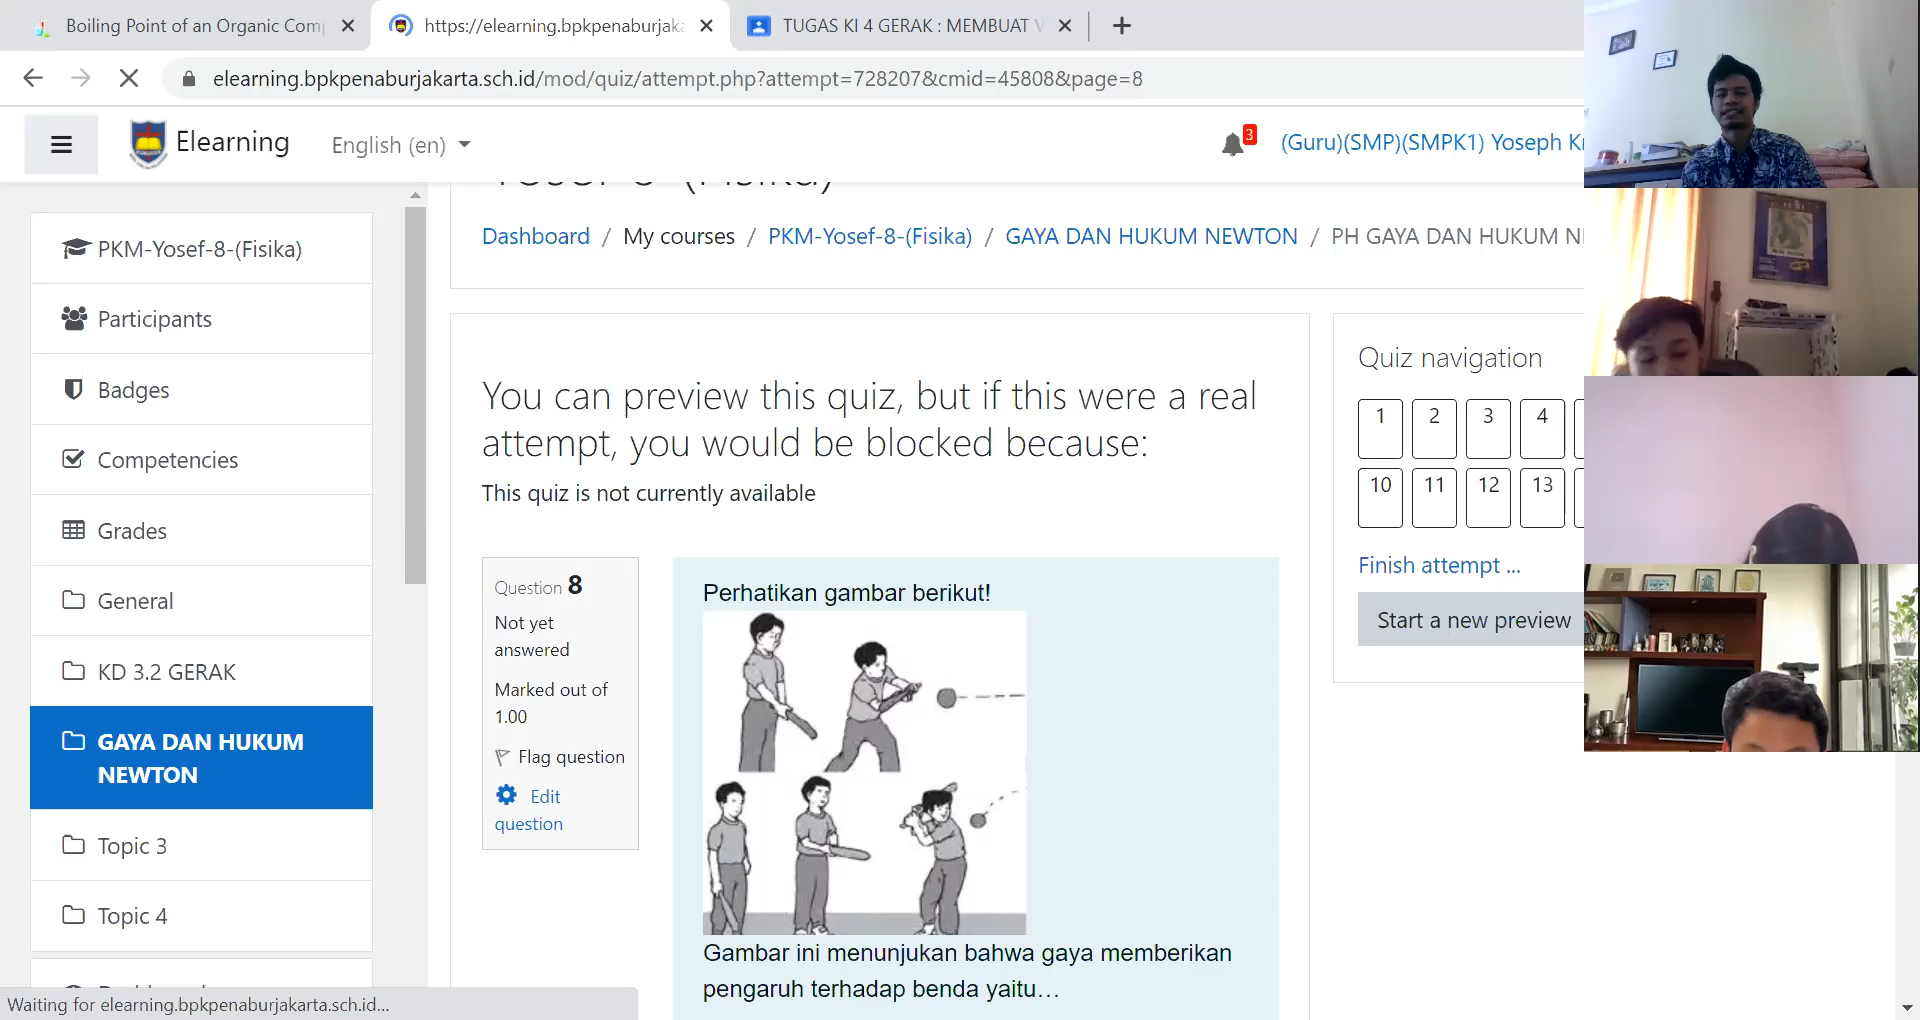 Boiling Point of an Organic Com
https://elearning.bpkpenaburjaka
TUGAS KI 4 GERAK : MEMBUAT V
elearning.bpkpenaburjakarta.sch.id/mod/quiz/attempt.php?attempt=728207&cmid=45808&page=8
Elearning
English (en)
3
(Guru)(SMP)(SMPK1) Yoseph Kr
PKM-Yosef-8-(Fisika)
Participants
Badges
Competencies
Grades
General
KD 3.2 GERAK
GAYA DAN HUKUM
NEWTON
Topic 3
Topic 4
Waiting for elearning.bpkpenaburjakarta.sch.id...
Dashboard / My courses / PKM-Yosef-8-(Fisika) / GAYA DAN HUKUM NEWTON / PH GAYA DAN HUKUM N
You can preview this quiz, but if this were a real
attempt, you would be blocked because:
This quiz is not currently available
Question 8
Not yet
answered
Marked out of
1.00
Flag question
Edit
question
Perhatikan gambar berikut!
Gambar ini menunjukan bahwa gaya memberikan
pengaruh terhadap benda yaitu…
Quiz navigation
1 2 3 4
10 11 12 13
Finish attempt ...
Start a new preview